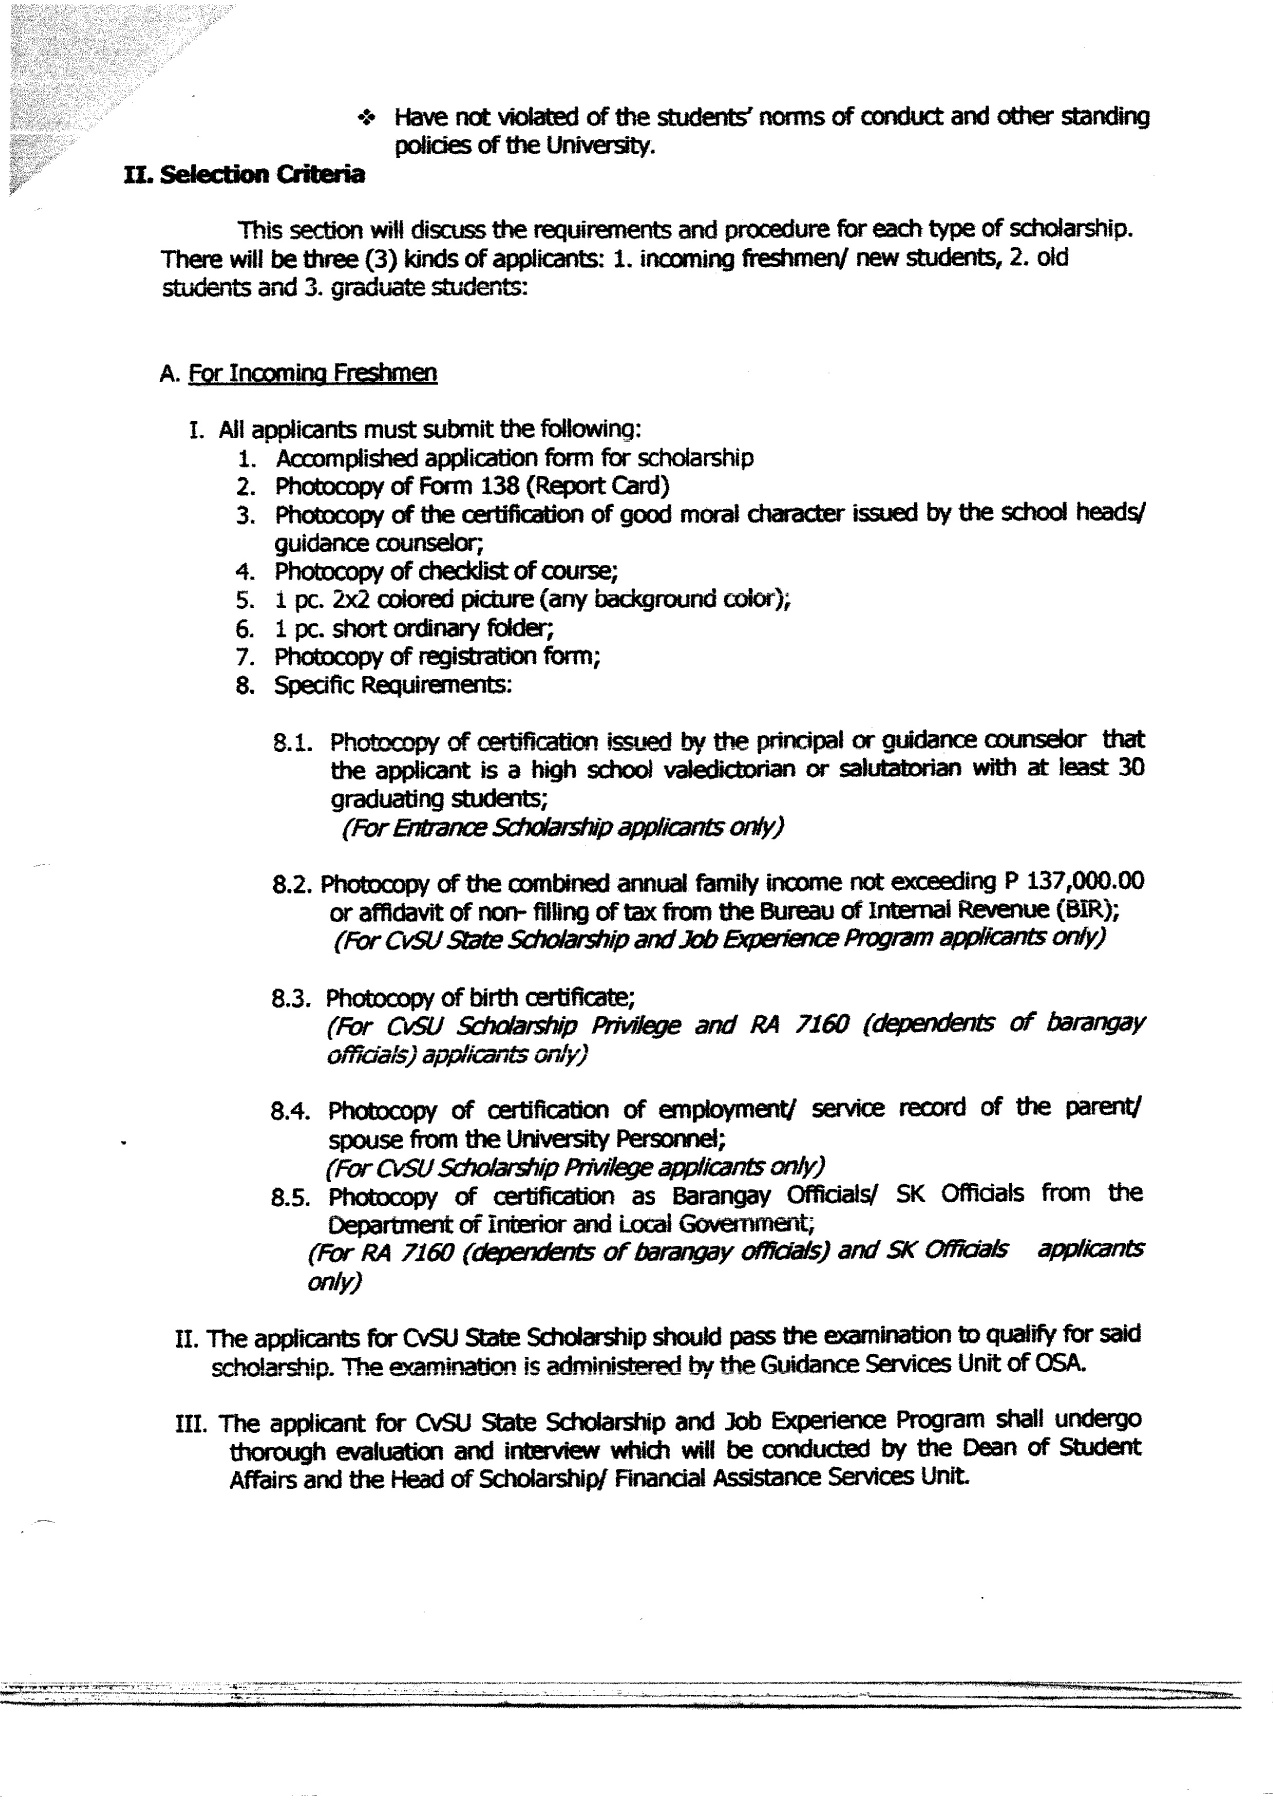 ❖ Have not violated of the students' norms of conduct and other standing
policies of the University.
II. Selection Criteria
This section will discuss the requirements and procedure for each type of scholarship.
There will be three (3) kinds of applicants: 1. incoming freshmen/ new students, 2. old
students and 3. graduate students:
A. For Incoming Freshmen
I. All applicants must submit the following:
1. Accomplished application form for scholarship
2. Photocopy of Form 138 (Report Card)
3. Photocopy of the certification of good moral character issued by the school heads/
guidance counselor;
4. Photocopy of checklist of course;
5. 1 pc. 2x2 colored picture (any background color);
6. 1 pc. short ordinary folder;
7. Photocopy of registration form;
8. Specific Requirements:
8.1. Photocopy of certification issued by the principal or guidance counselor that
the applicant is a high school valedictorian or salutatorian with at least 30
graduating students;
(For Entrance Scholarship applicants only)
8.2. Photocopy of the combined annual family income not exceeding P 137,000.00
or affidavit of non- filling of tax from the Bureau of Internal Revenue (BIR);
(For CvSU State Scholarship and Job Experience Program applicants only)
8.3. Photocopy of birth certificate;
(For CvSU Scholarship Privilege and RA 7160 (dependents of barangay
officials) applicants only)
8.4. Photocopy of certification of employment/ service record of the parent/
spouse from the University Personnel;
(For CvSU Scholarship Privilege applicants only)
8.5. Photocopy of certification as Barangay Officials/ SK Officials from the
Department of Interior and Local Government;
(For RA 7160 (dependents of barangay officials) and SK Officials applicants
only)
II. The applicants for CvSU State Scholarship should pass the examination to qualify for said
scholarship. The examination is administered by the Guidance Services Unit of OSA.
III. The applicant for CvSU State Scholarship and Job Experience Program shall undergo
thorough evaluation and interview which will be conducted by the Dean of Student
Affairs and the Head of Scholarship/ Financial Assistance Services Unit.